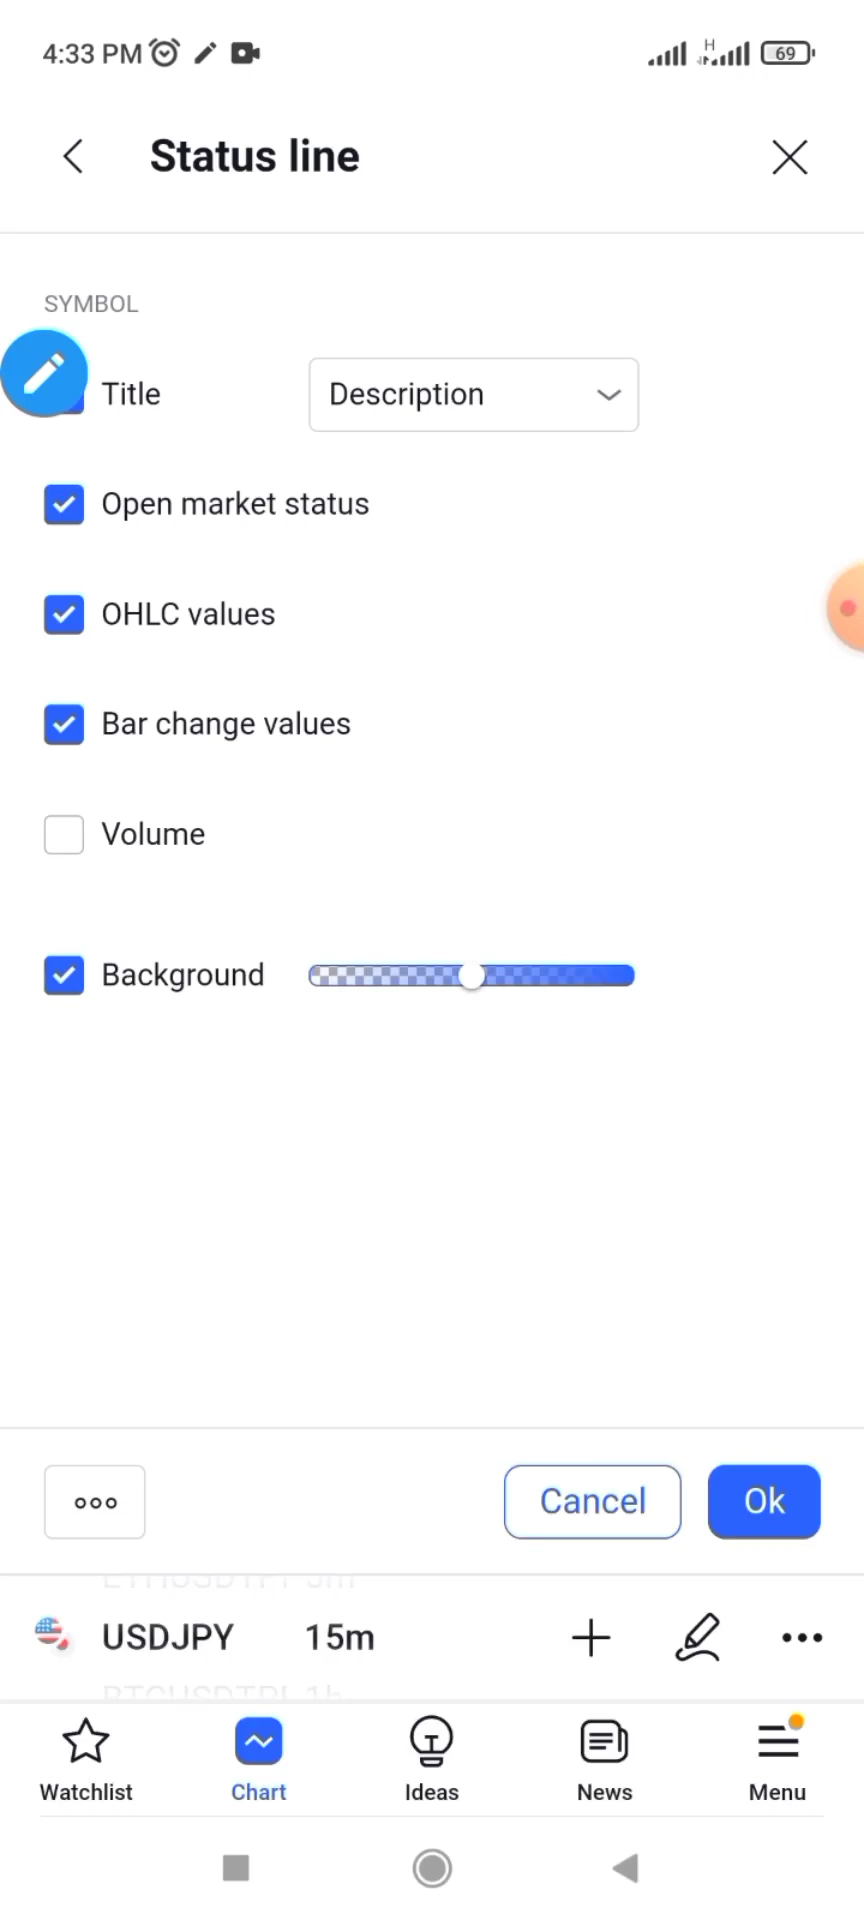 4:33 PM
H
69
Status line
SYMBOL
Title
Description
Open market status
OHLC values
Bar change values
Volume
Background
Cancel
Ok
USDJPY 15m
Watchlist
Chart
Ideas
News
Menu